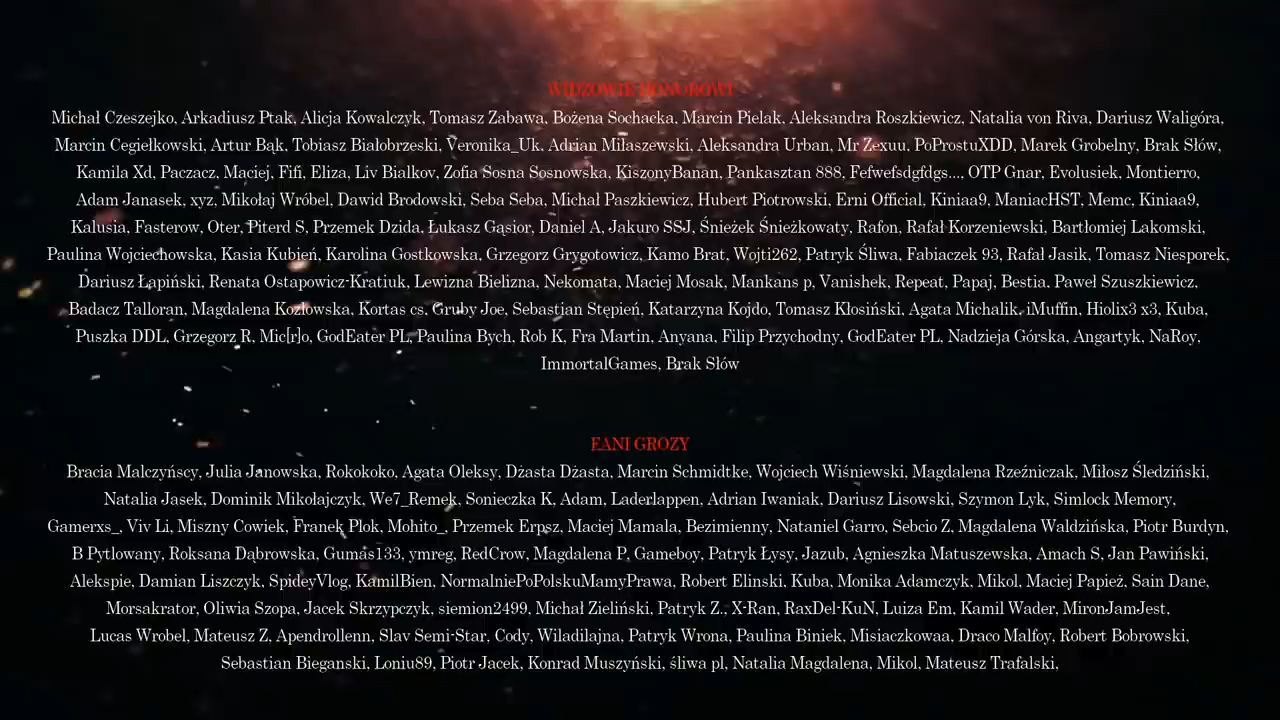 WIDZOWIE HONOROWI
Michał Czeszejko, Arkadiusz Ptak, Alicja Kowalczyk, Tomasz Zabawa, Bożena Sochacka, Marcin Pielak, Aleksandra Roszkiewicz, Natalia von Riva, Dariusz Waligóra,
Marcin Cegiełkowski, Artur Bąk, Tobiasz Białobrzeski, Veronika_Uk, Adrian Miłaszewski, Aleksandra Urban, Mr Zexuu, PoProstuXDD, Marek Grobelny, Brak Słów,
Kamila Xd, Paczacz, Maciej, Fifi, Eliza, Liv Bialkov, Zofia Sosna Sosnowska, KiszonyBanan, Pankasztan 888, Fefwefsdgfdgs..., OTP Gnar, Evolusiek, Montierro,
Adam Janasek, xyz, Mikołaj Wróbel, Dawid Brodowski, Seba Seba, Michał Paszkiewicz, Hubert Piotrowski, Erni Official, Kiniaa9, ManiacHST, Memc, Kiniaa9,
Kalusia, Fasterow, Oter, Piterd S, Przemek Dzida, Łukasz Gąsior, Daniel A, Jakuro SSJ, Śnieżek Śnieżkowaty, Rafon, Rafał Korzeniewski, Bartłomiej Lakomski,
Paulina Wojciechowska, Kasia Kubień, Karolina Gostkowska, Grzegorz Grygotowicz, Kamo Brat, Wojti262, Patryk Śliwa, Fabiaczek 93, Rafał Jasik, Tomasz Niesporek,
Dariusz Łapiński, Renata Ostapowicz-Kratiuk, Lewizna Bielizna, Nekomata, Maciej Mosak, Mankans p, Vanishek, Repeat, Papaj, Bestia, Paweł Szuszkiewicz,
Badacz Talloran, Magdalena Kozłowska, Kortas cs. Gruby Joe, Sebastian Stępień, Katarzyna Kojdo, Tomasz Kłosiński, Agata Michalik, iMuffin, Hiolix3 x3, Kuba,
Puszka DDL, Grzegorz R, Mic[r]o, GodEater PL, Paulina Bych, Rob K, Fra Martin, Anyana, Filip Przychodny, GodEater PL, Nadzieja Górska, Angartyk, NaRoy,
ImmortalGames, Brak Słów
FANI GROZY
Bracia Malczyńscy, Julia Janowska, Rokokoko, Agata Oleksy, Dżasta Dżasta, Marcin Schmidtke, Wojciech Wiśniewski, Magdalena Rzeźniczak, Miłosz Śledziński,
Natalia Jasek, Dominik Mikołajczyk, We7_Remek, Sonieczka K, Adam, Laderlappen, Adrian Iwaniak, Dariusz Lisowski, Szymon Lyk, Simlock Memory,
Gamerxs_, Viv Li, Miszny Cowiek, Franek Plok, Mohito_, Przemek Erpsz, Maciej Mamala, Bezimienny, Nataniel Garro, Sebcio Z, Magdalena Waldzińska, Piotr Burdyn,
B Pytlowany, Roksana Dąbrowska, Gumas133, ymreg, RedCrow, Magdalena P, Gameboy, Patryk Łysy, Jazub, Agnieszka Matuszewska, Amach S, Jan Pawiński,
Alekspie, Damian Liszczyk, SpideyVlog, KamilBien, NormalniePoPolskuMamyPrawa, Robert Elinski, Kuba, Monika Adamczyk, Mikol, Maciej Papież, Sain Dane,
Morsakrator, Oliwia Szopa, Jacek Skrzypczyk, siemion2499, Michał Zieliński, Patryk Z., X-Ran, RaxDel-KuN, Luiza Em, Kamil Wader, MironJamJest,
Lucas Wrobel, Mateusz Z, Apendrollenn, Slav Semi-Star, Cody, Wiladilajna, Patryk Wrona, Paulina Biniek, Misiaczkowaa, Draco Malfoy, Robert Bobrowski,
Sebastian Bieganski, Loniu89, Piotr Jacek, Konrad Muszyński, śliwa pl, Natalia Magdalena, Mikol, Mateusz Trafalski,